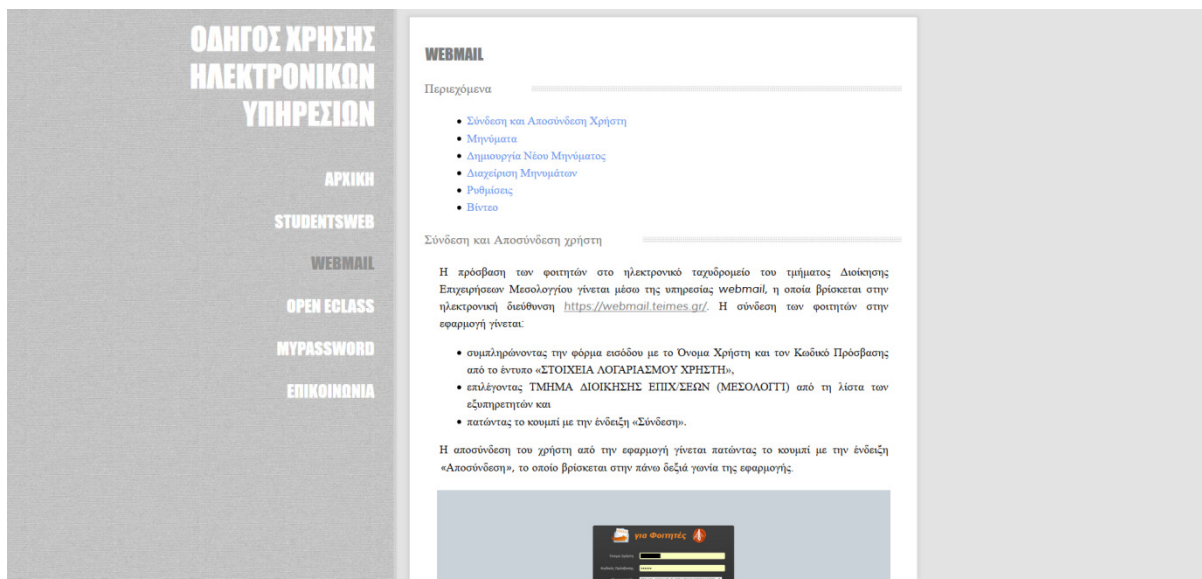 ΟΔΗΓΟΣ ΧΡΗΣΗΣ
ΗΛΕΚΤΡΟΝΙΚΩΝ
ΥΠΗΡΕΣΙΩΝ
ΑΡΧΙΚΗ
STUDENTSWEB
WEBMAIL
OPEN ECLASS
MYPASSWORD
ΕΠΙΚΟΙΝΩΝΙΑ
WEBMAIL
Περιεχόμενα
Σύνδεση και Αποσύνδεση Χρήστη
Μηνύματα
Δημιουργία Νέου Μηνύματος
Διαχείριση Μηνυμάτων
Ρυθμίσεις
Βίντεο
Σύνδεση και Αποσύνδεση χρήστη
Η πρόσβαση των φοιτητών στο ηλεκτρονικό ταχυδρομείο του τμήματος Διοίκησης
Επιχειρήσεων Μεσολογγίου γίνεται μέσω της υπηρεσίας webmail, η οποία βρίσκεται στην
ηλεκτρονική διεύθυνση https://webmail.teimes.gr/. Η σύνδεση των φοιτητών στην
εφαρμογή γίνεται:
συμπληρώνοντας την φόρμα εισόδου με το Όνομα Χρήστη και τον Κωδικό Πρόσβασης
από το έντυπο «ΣΤΟΙΧΕΙΑ ΛΟΓΑΡΙΑΣΜΟΥ ΧΡΗΣΤΗ»,
επιλέγοντας ΤΜΗΜΑ ΔΙΟΙΚΗΣΗΣ ΕΠΙΧ/ΣΕΩΝ (ΜΕΣΟΛΟΓΓΙ) από τη λίστα των
εξυπηρετητών και
πατώντας το κουμπί με την ένδειξη «Σύνδεση».
Η αποσύνδεση του χρήστη από την εφαρμογή γίνεται πατώντας το κουμπί με την ένδειξη
«Αποσύνδεση», το οποίο βρίσκεται στην πάνω δεξιά γωνία της εφαρμογής.
για Φοιτητές